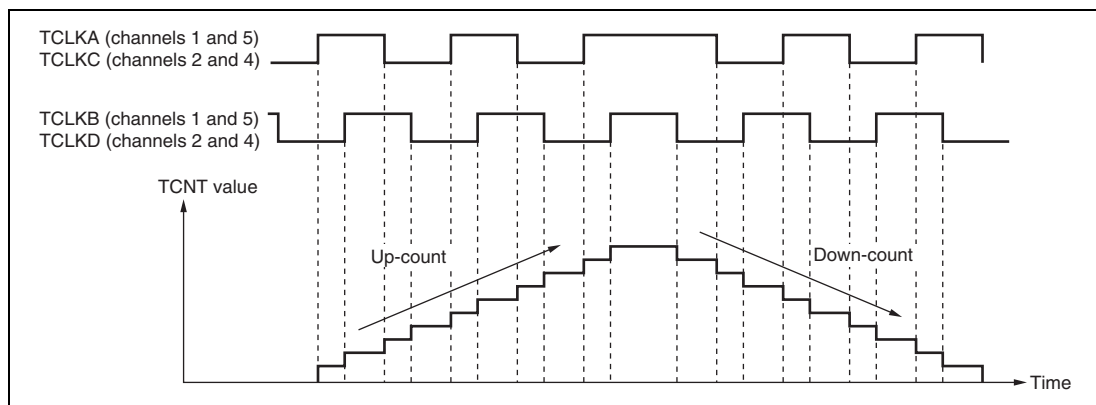 TCLKA (channels 1 and 5)
TCLKC (channels 2 and 4)
TCLKB (channels 1 and 5)
TCLKD (channels 2 and 4)
TCNT value
Up-count
Down-count
Time